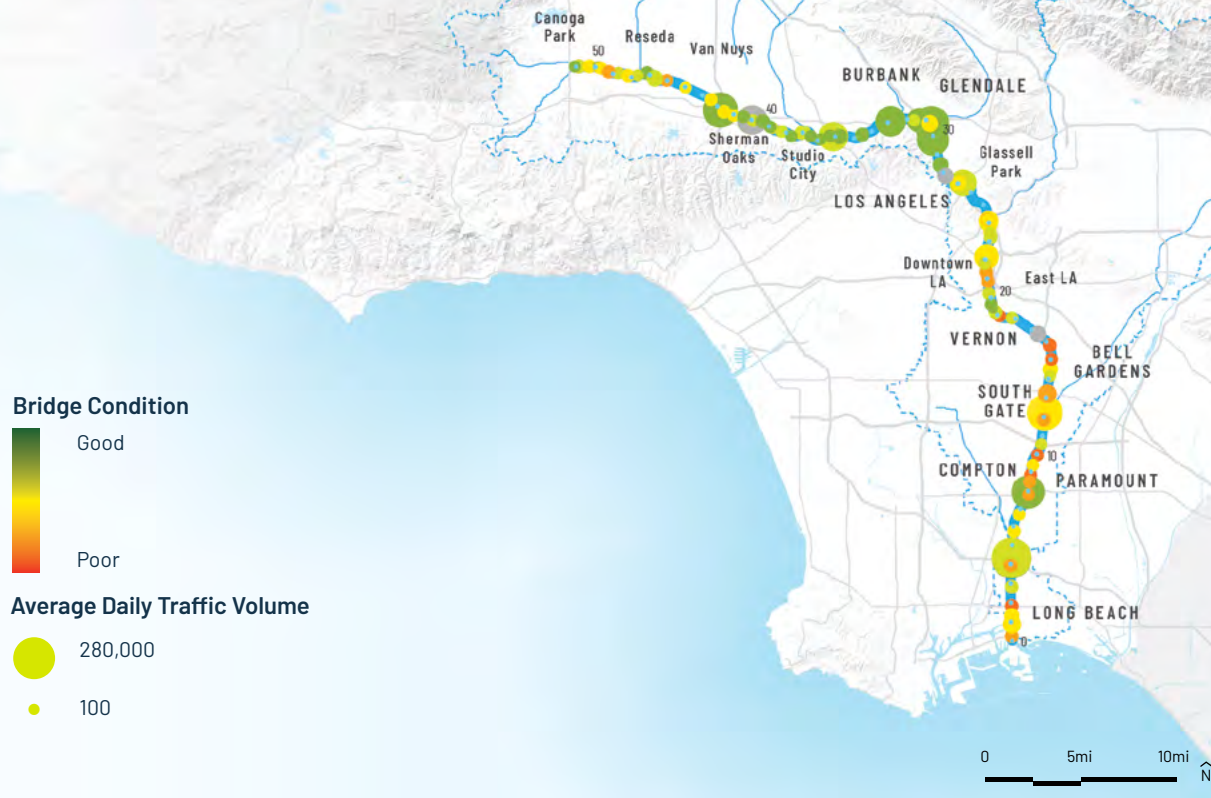 Canoga
Park
50
Reseda
Van Nuys
BURBANK
GLENDALE
40
30
Sherman
Oaks
Studio
City
Glassell
Park
LOS ANGELES
Downtown
LA
East LA
20
VERNON
BELL
GARDENS
SOUTH
GATE
10
COMPTON
PARAMOUNT
LONG BEACH
0
Bridge Condition
Good
Poor
Average Daily Traffic Volume
280,000
100
0 5mi 10mi
N